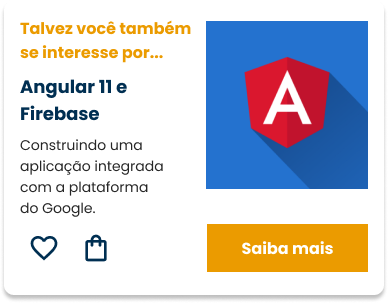 Talvez você também
se interesse por...
Angular 11 e
Firebase
Construindo uma
aplicação integrada
com a plataforma
do Google.
A
Saiba mais